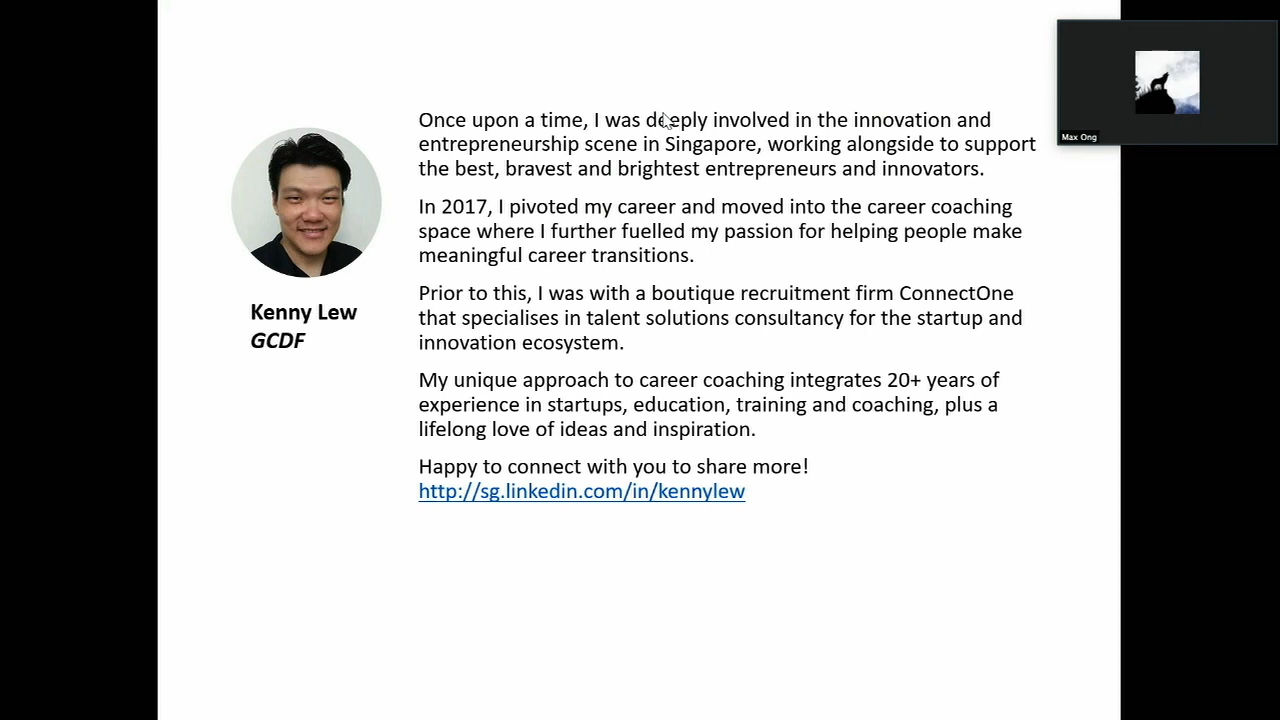 Once upon a time, I was deeply involved in the innovation and
entrepreneurship scene in Singapore, working alongside to support
the best, bravest and brightest entrepreneurs and innovators.
In 2017, I pivoted my career and moved into the career coaching
space where I further fuelled my passion for helping people make
meaningful career transitions.
Prior to this, I was with a boutique recruitment firm ConnectOne
that specialises in talent solutions consultancy for the startup and
innovation ecosystem.
My unique approach to career coaching integrates 20+ years of
experience in startups, education, training and coaching, plus a
lifelong love of ideas and inspiration.
Happy to connect with you to share more!
http://sg.linkedin.com/in/kennylew
Kenny Lew
GCDF
Max Ong